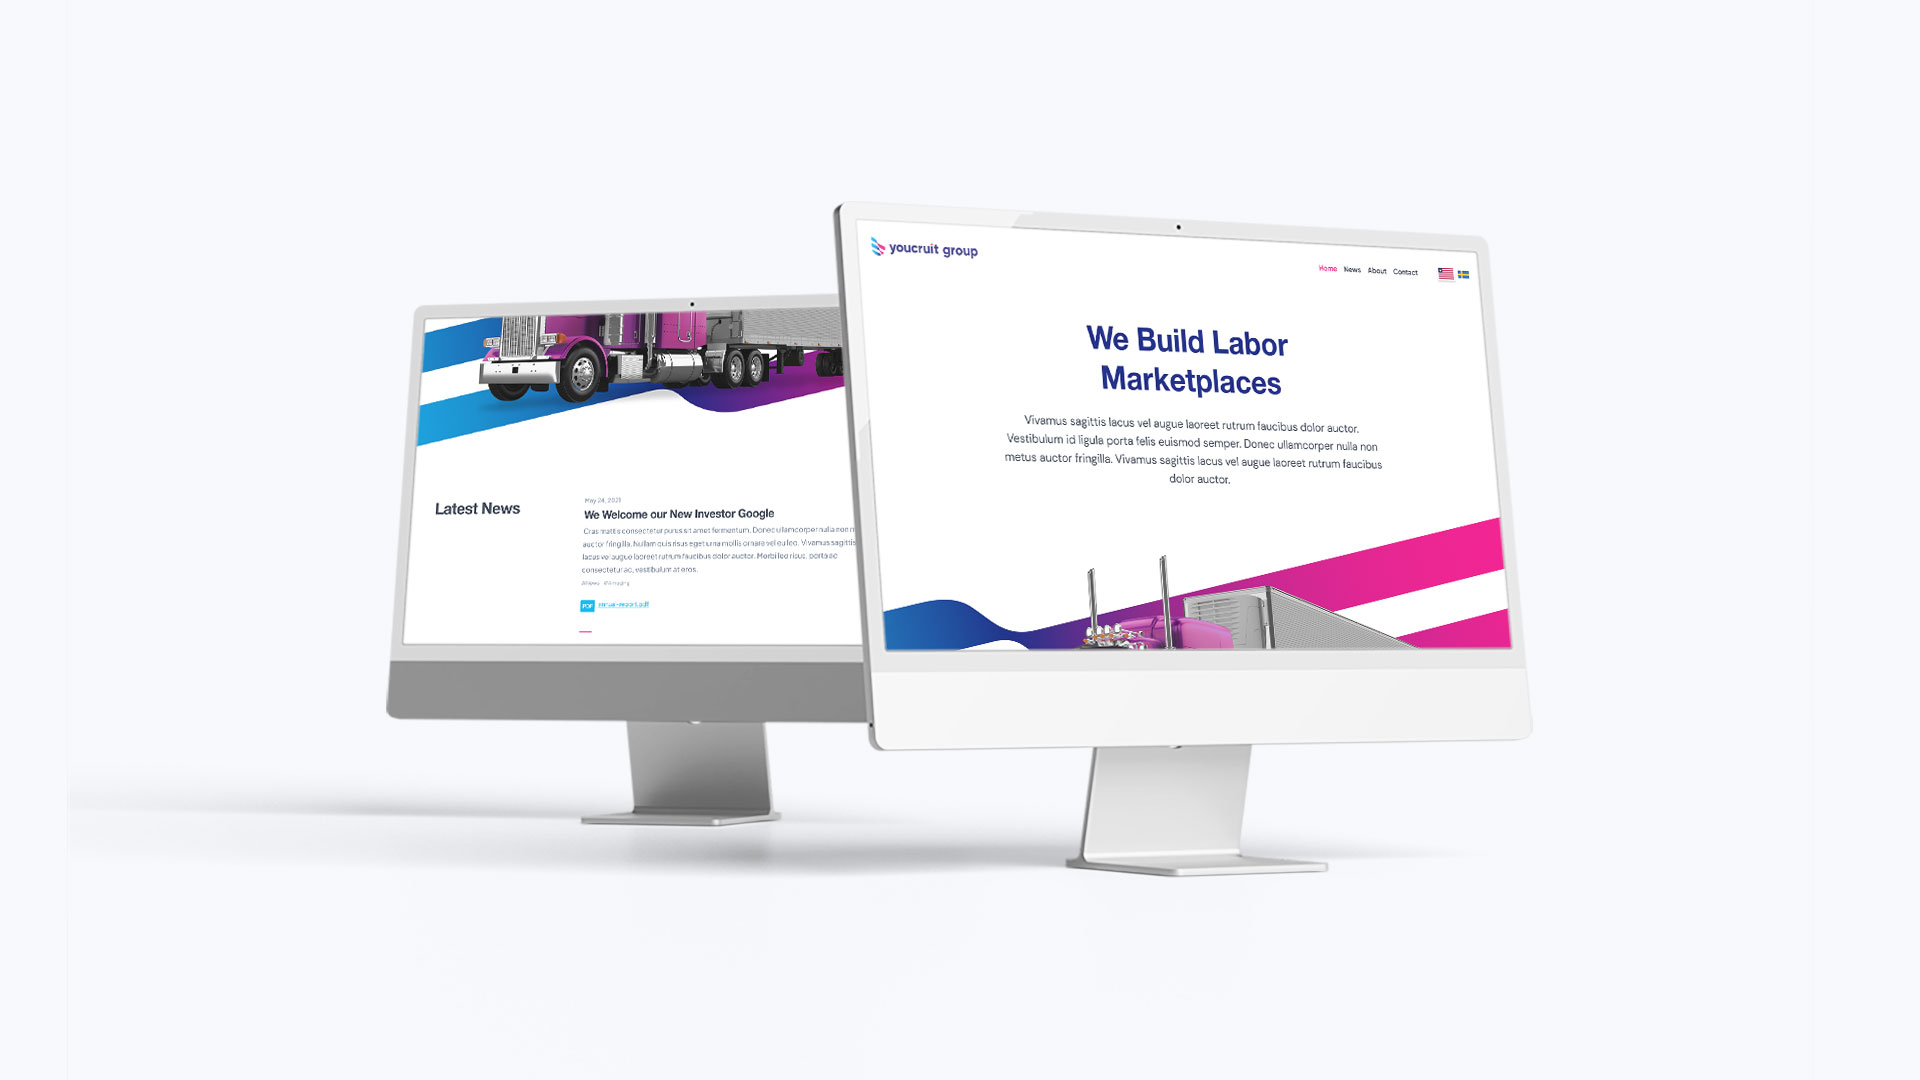 youcruit group
Home News About Contact
We Build Labor
Marketplaces
Vivamus sagittis lacus vel augue laoreet rutrum faucibus dolor auctor.
Vestibulum id ligula porta felis euismod semper. Donec ullamcorper nulla non
metus auctor fringilla. Vivamus sagittis lacus vel augue laoreet rutrum faucibus
dolor auctor.
Latest News
May 24, 2021
We Welcome our New Investor Google
Cras mattis consectetur purus sit amet fermentum. Donec ullamcorper nulla non
auctor fringilla. Nullam quis risus eget urna mollis ornare vel eu leo. Vivamus sagittis
lacus vel augue laoreet rutrum faucibus dolor auctor. Morbi leo risus, porta ac
consectetur ac, vestibulum at eros.
PDF annual-report.pdf